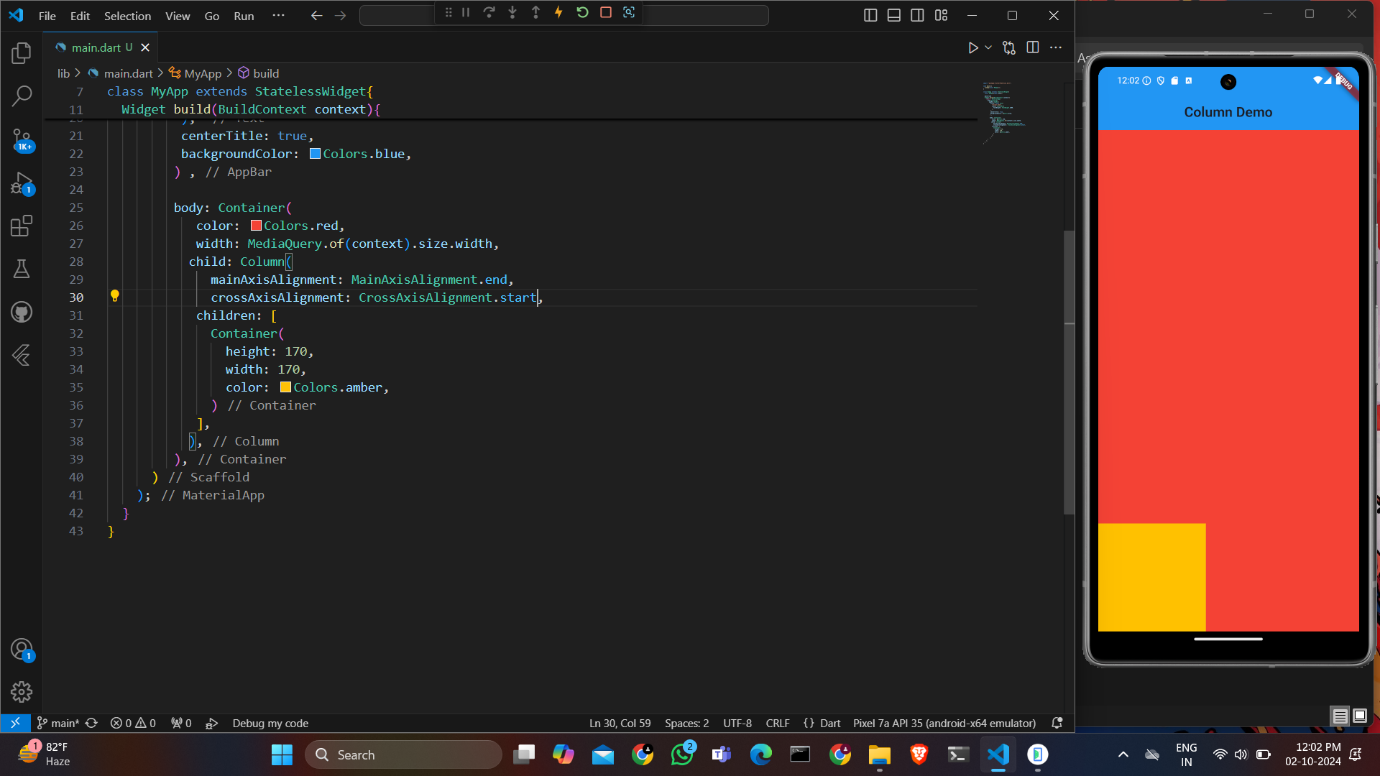 File Edit Selection View Go Run ···
main.dart U
lib > main.dart > MyApp > build
7 class MyApp extends StatelessWidget{
11 Widget build(BuildContext context){
21 centerTitle: true,
22 backgroundColor: Colors.blue,
23 ) , // AppBar
24
25 body: Container(
26 color: Colors.red,
27 width: MediaQuery.of(context).size.width,
28 child: Column(
29 mainAxisAlignment: MainAxisAlignment.end,
30 crossAxisAlignment: CrossAxisAlignment.start,
31 children: [
32 Container(
33 height: 170,
34 width: 170,
35 color: Colors.amber,
36 ) // Container
37 ],
38 ), // Column
39 ), // Container
40 ) // Scaffold
41 ); // MaterialApp
42 }
43 }
1K+
1
1
12:02
DEBUG
Column Demo
main* 0 0 0 Debug my code Ln 30, Col 59 Spaces: 2 UTF-8 CRLF {} Dart Pixel 7a API 35 (android-x64 emulator)
1 82°F
Haze
Search
2
ENG
IN
12:02 PM
02-10-2024